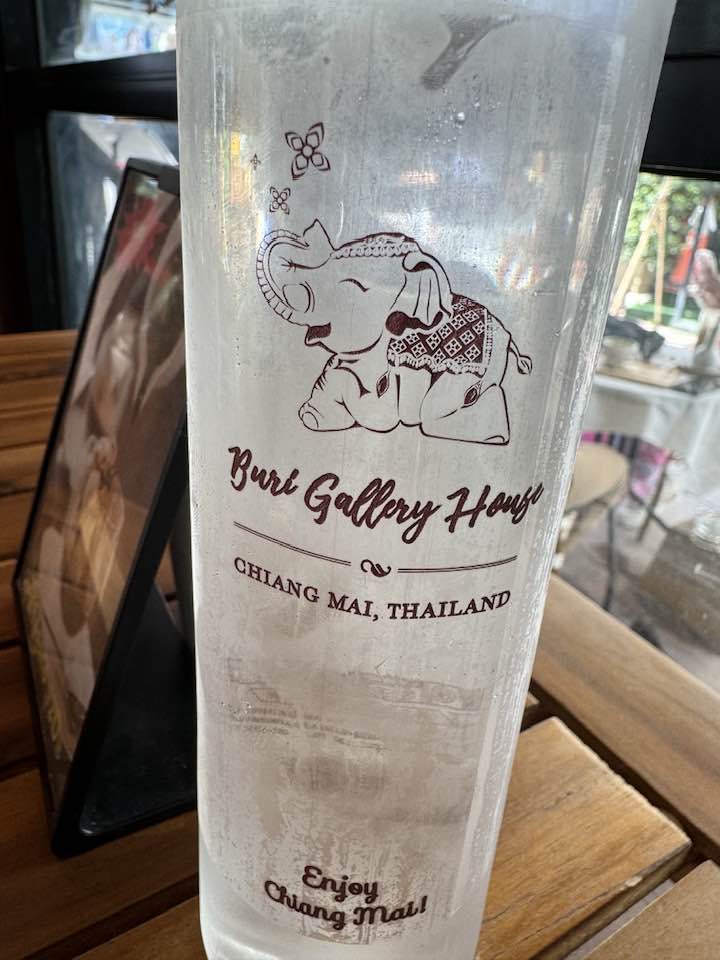 Buri Gallery House
CHIANG MAI, THAILAND
Enjoy
Chiang Mai!